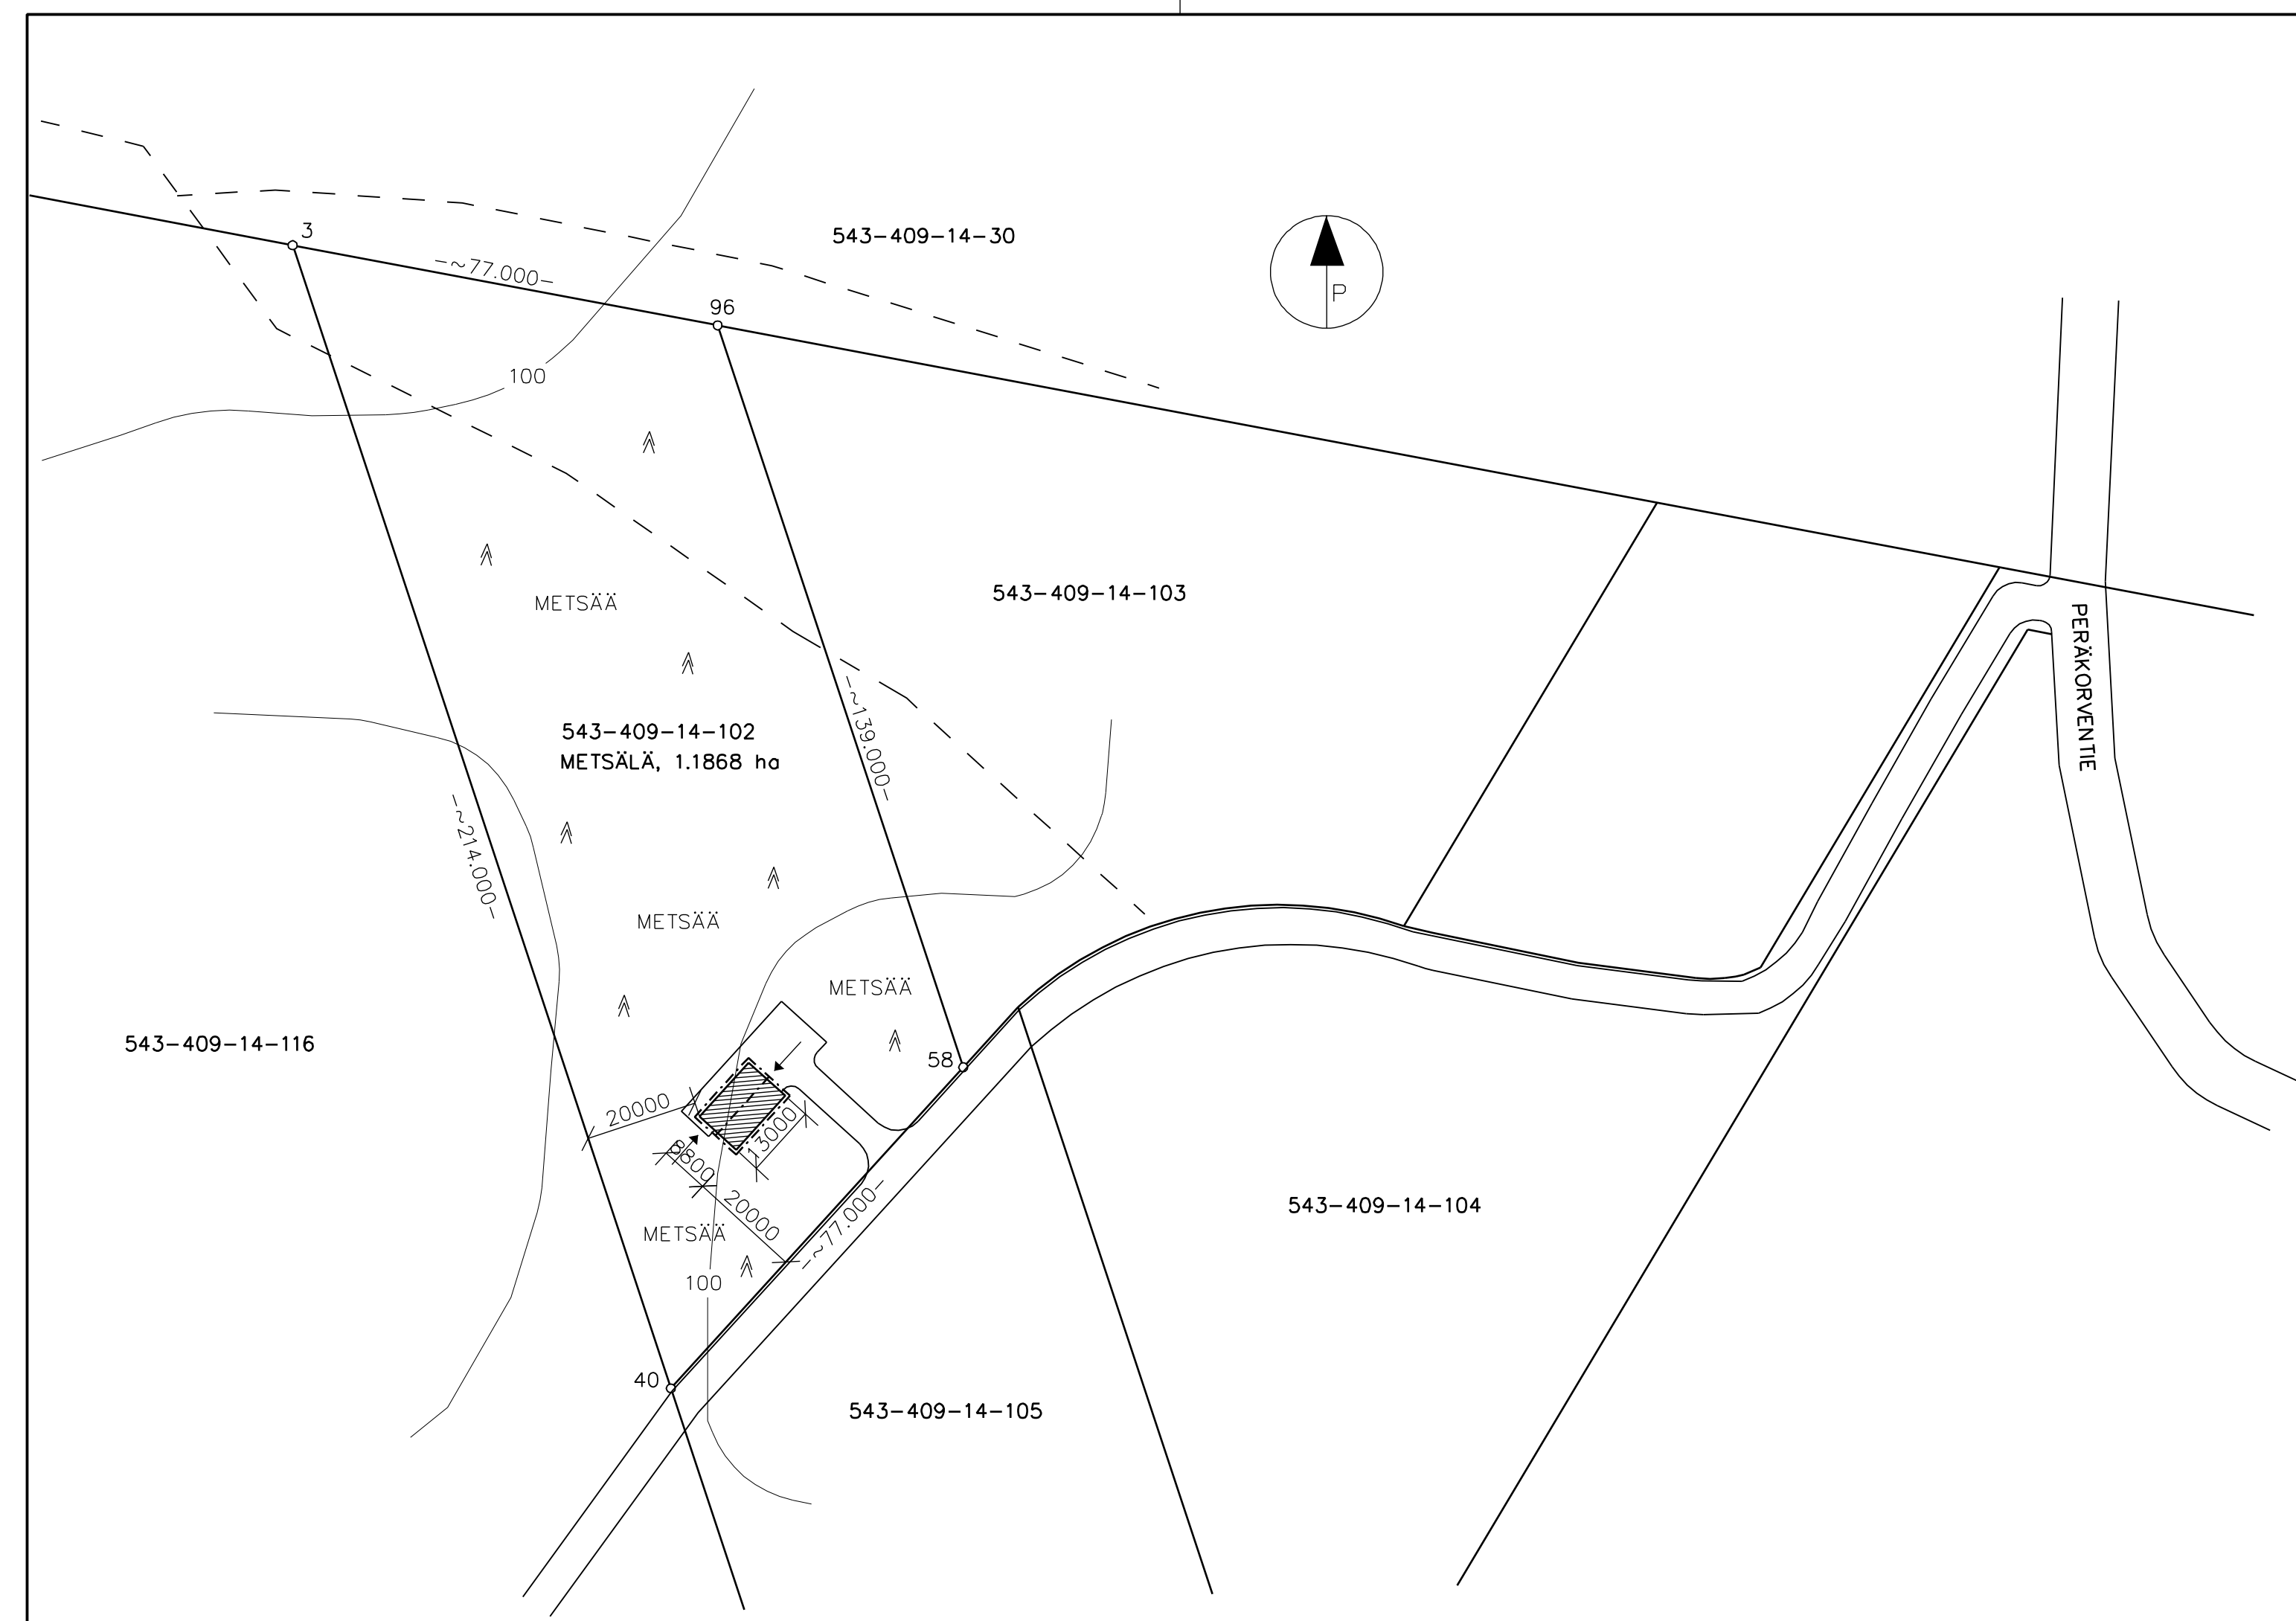 3
543-409-14-30
-~77.000-
P
96
100
543-409-14-103
METSÄÄ
PERÄKORVENTIE
543-409-14-102
METSÄLÄ, 1.1868 ha
-~139.000-
-~214.000-
METSÄÄ
METSÄÄ
543-409-14-116
58
20000
13000
8800
20000
-~77.000-
543-409-14-104
METSÄÄ
100
40
543-409-14-105